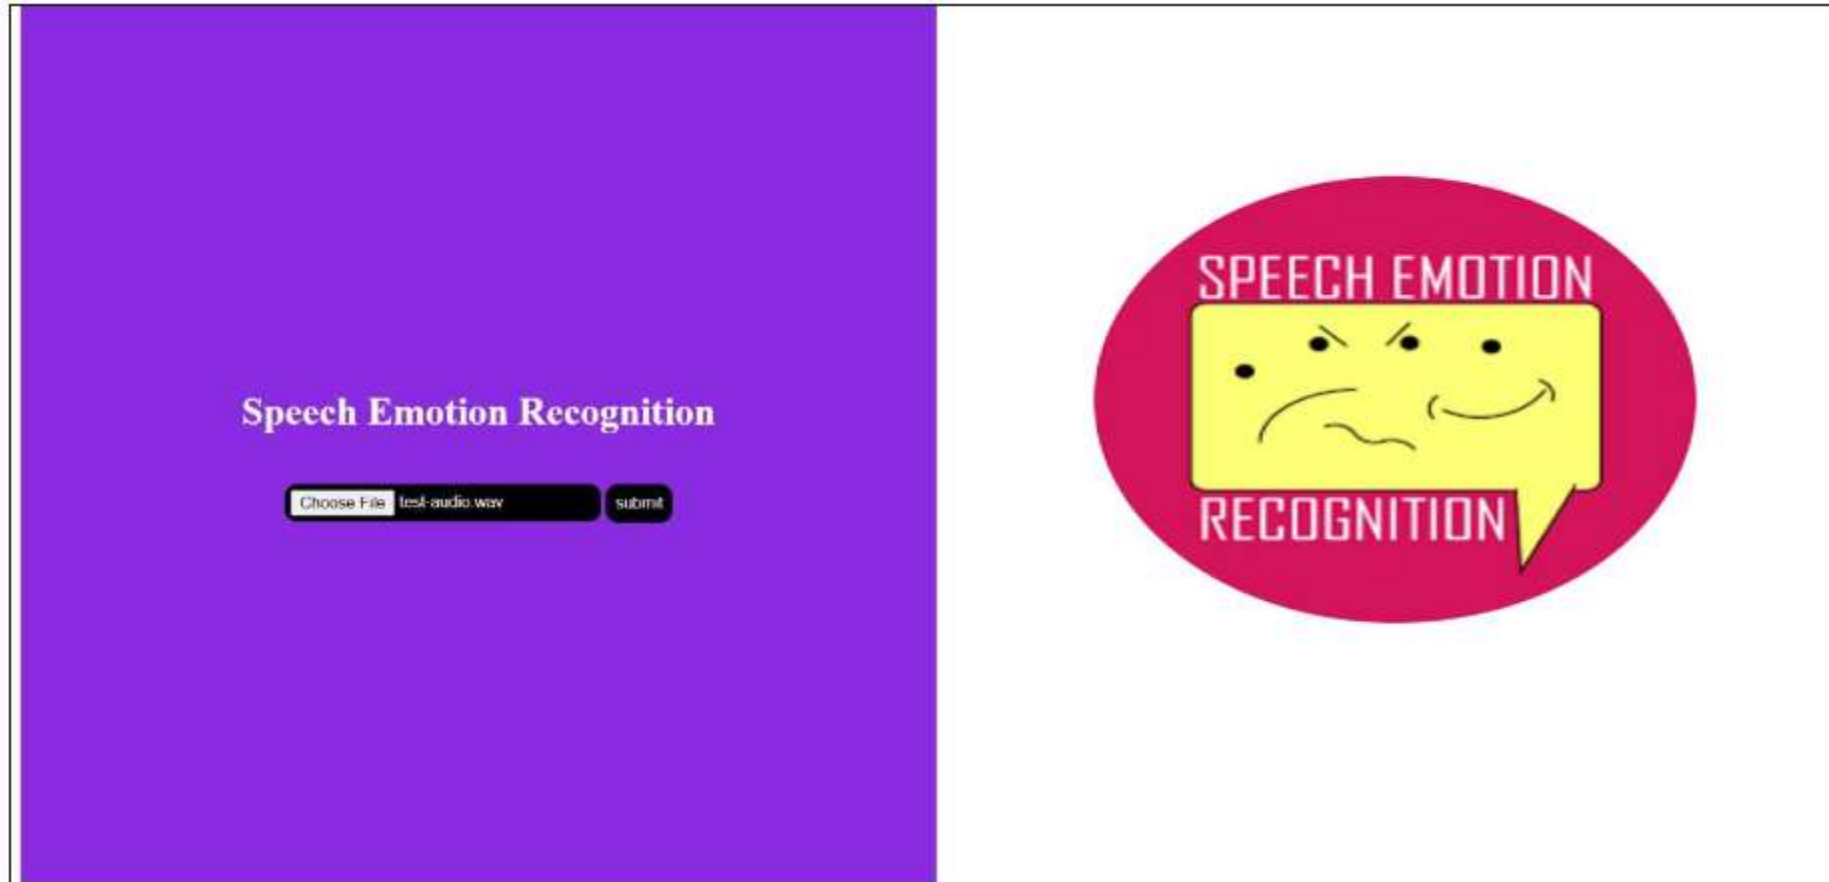 Speech Emotion Recognition
Choose File test-audio.wav submit
SPEECH EMOTION
RECOGNITION